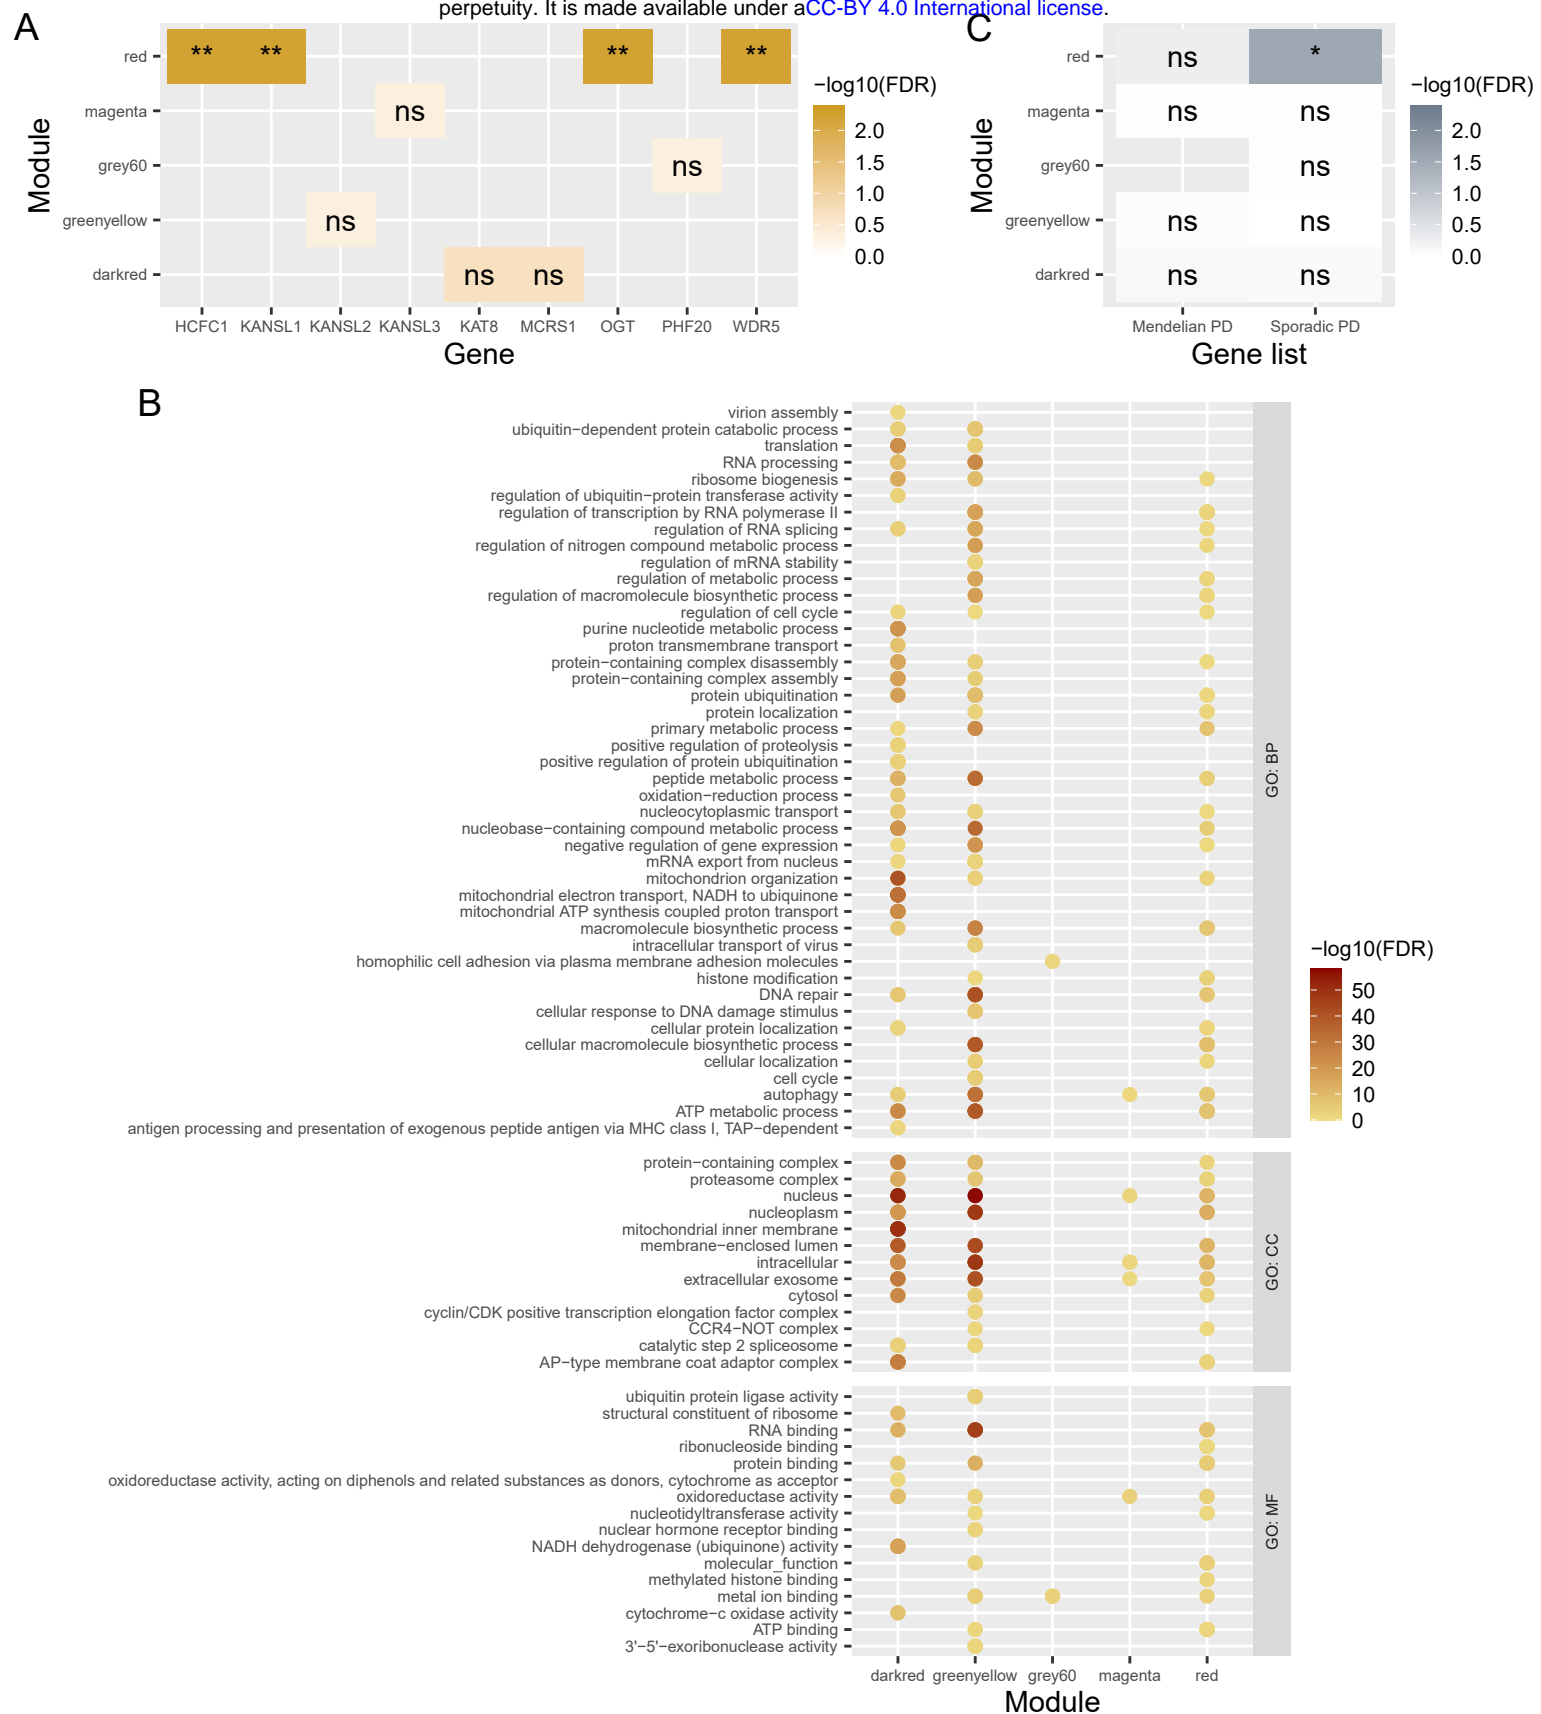 perpetuity. It is made available under aCC-BY 4.0 International license.
A
Module
red
magenta
grey60
greenyellow
darkred
** ** ** **
ns
ns
ns
ns ns
HCFC1 KANSL1 KANSL2 KANSL3 KAT8 MCRS1 OGT PHF20 WDR5
Gene
−log10(FDR)
2.0
1.5
1.0
0.5
0.0
C
Module
red
magenta
grey60
greenyellow
darkred
ns *
ns ns
ns
ns ns
ns ns
Mendelian PD Sporadic PD
Gene list
−log10(FDR)
2.0
1.5
1.0
0.5
0.0
B
virion assembly
ubiquitin−dependent protein catabolic process
translation
RNA processing
ribosome biogenesis
regulation of ubiquitin−protein transferase activity
regulation of transcription by RNA polymerase II
regulation of RNA splicing
regulation of nitrogen compound metabolic process
regulation of mRNA stability
regulation of metabolic process
regulation of macromolecule biosynthetic process
regulation of cell cycle
purine nucleotide metabolic process
proton transmembrane transport
protein−containing complex disassembly
protein−containing complex assembly
protein ubiquitination
protein localization
primary metabolic process
positive regulation of proteolysis
positive regulation of protein ubiquitination
peptide metabolic process
oxidation−reduction process
nucleocytoplasmic transport
nucleobase−containing compound metabolic process
negative regulation of gene expression
mRNA export from nucleus
mitochondrion organization
mitochondrial electron transport, NADH to ubiquinone
mitochondrial ATP synthesis coupled proton transport
macromolecule biosynthetic process
intracellular transport of virus
homophilic cell adhesion via plasma membrane adhesion molecules
histone modification
DNA repair
cellular response to DNA damage stimulus
cellular protein localization
cellular macromolecule biosynthetic process
cellular localization
cell cycle
autophagy
ATP metabolic process
antigen processing and presentation of exogenous peptide antigen via MHC class I, TAP−dependent
GO: BP
protein−containing complex
proteasome complex
nucleus
nucleoplasm
mitochondrial inner membrane
membrane−enclosed lumen
intracellular
extracellular exosome
cytosol
cyclin/CDK positive transcription elongation factor complex
CCR4−NOT complex
catalytic step 2 spliceosome
AP−type membrane coat adaptor complex
GO: CC
ubiquitin protein ligase activity
structural constituent of ribosome
RNA binding
ribonucleoside binding
protein binding
oxidoreductase activity, acting on diphenols and related substances as donors, cytochrome as acceptor
oxidoreductase activity
nucleotidyltransferase activity
nuclear hormone receptor binding
NADH dehydrogenase (ubiquinone) activity
molecular_function
methylated histone binding
metal ion binding
cytochrome−c oxidase activity
ATP binding
3'−5'−exoribonuclease activity
GO: MF
darkred greenyellow grey60 magenta red
Module
−log10(FDR)
50
40
30
20
10
0